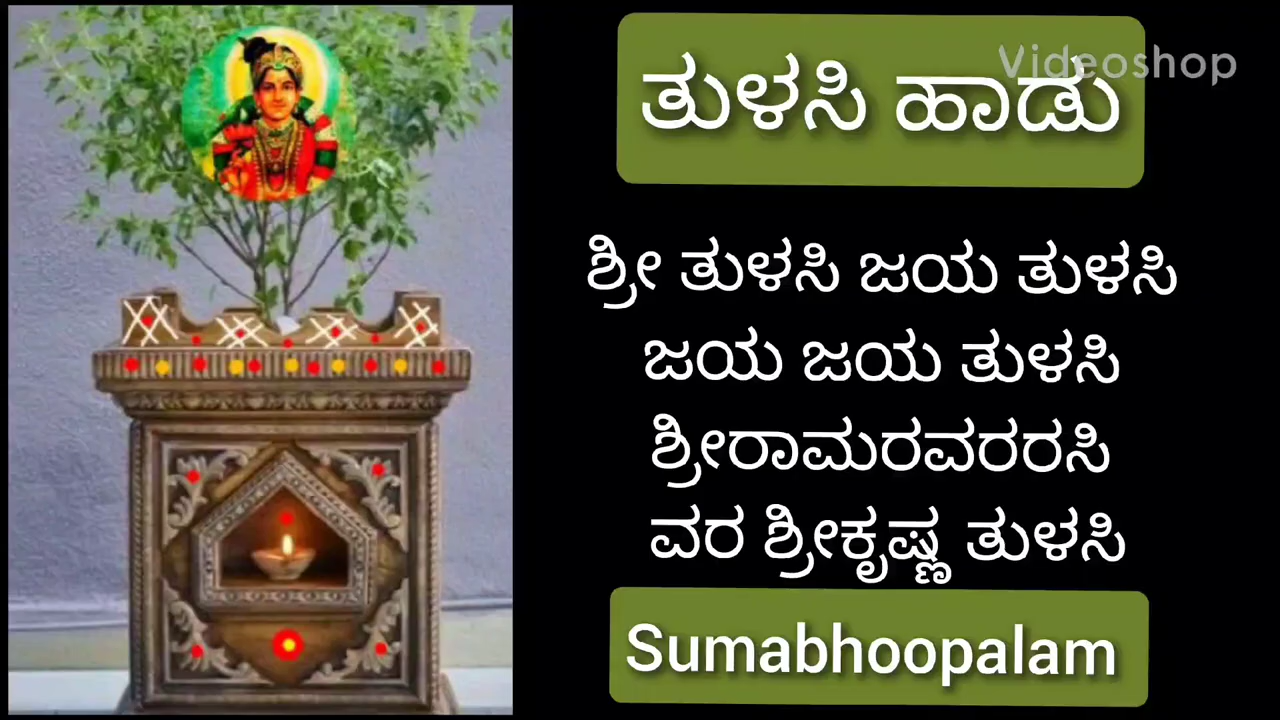 Videoshop
ತುಳಸಿ ಹಾಡು
ಶ್ರೀ ತುಳಸಿ ಜಯ ತುಳಸಿ
ಜಯ ಜಯ ತುಳಸಿ
ಶ್ರೀರಾಮರವರರಸಿ
ವರ ಶ್ರೀಕೃಷ್ಣ ತುಳಸಿ
Sumabhoopalam